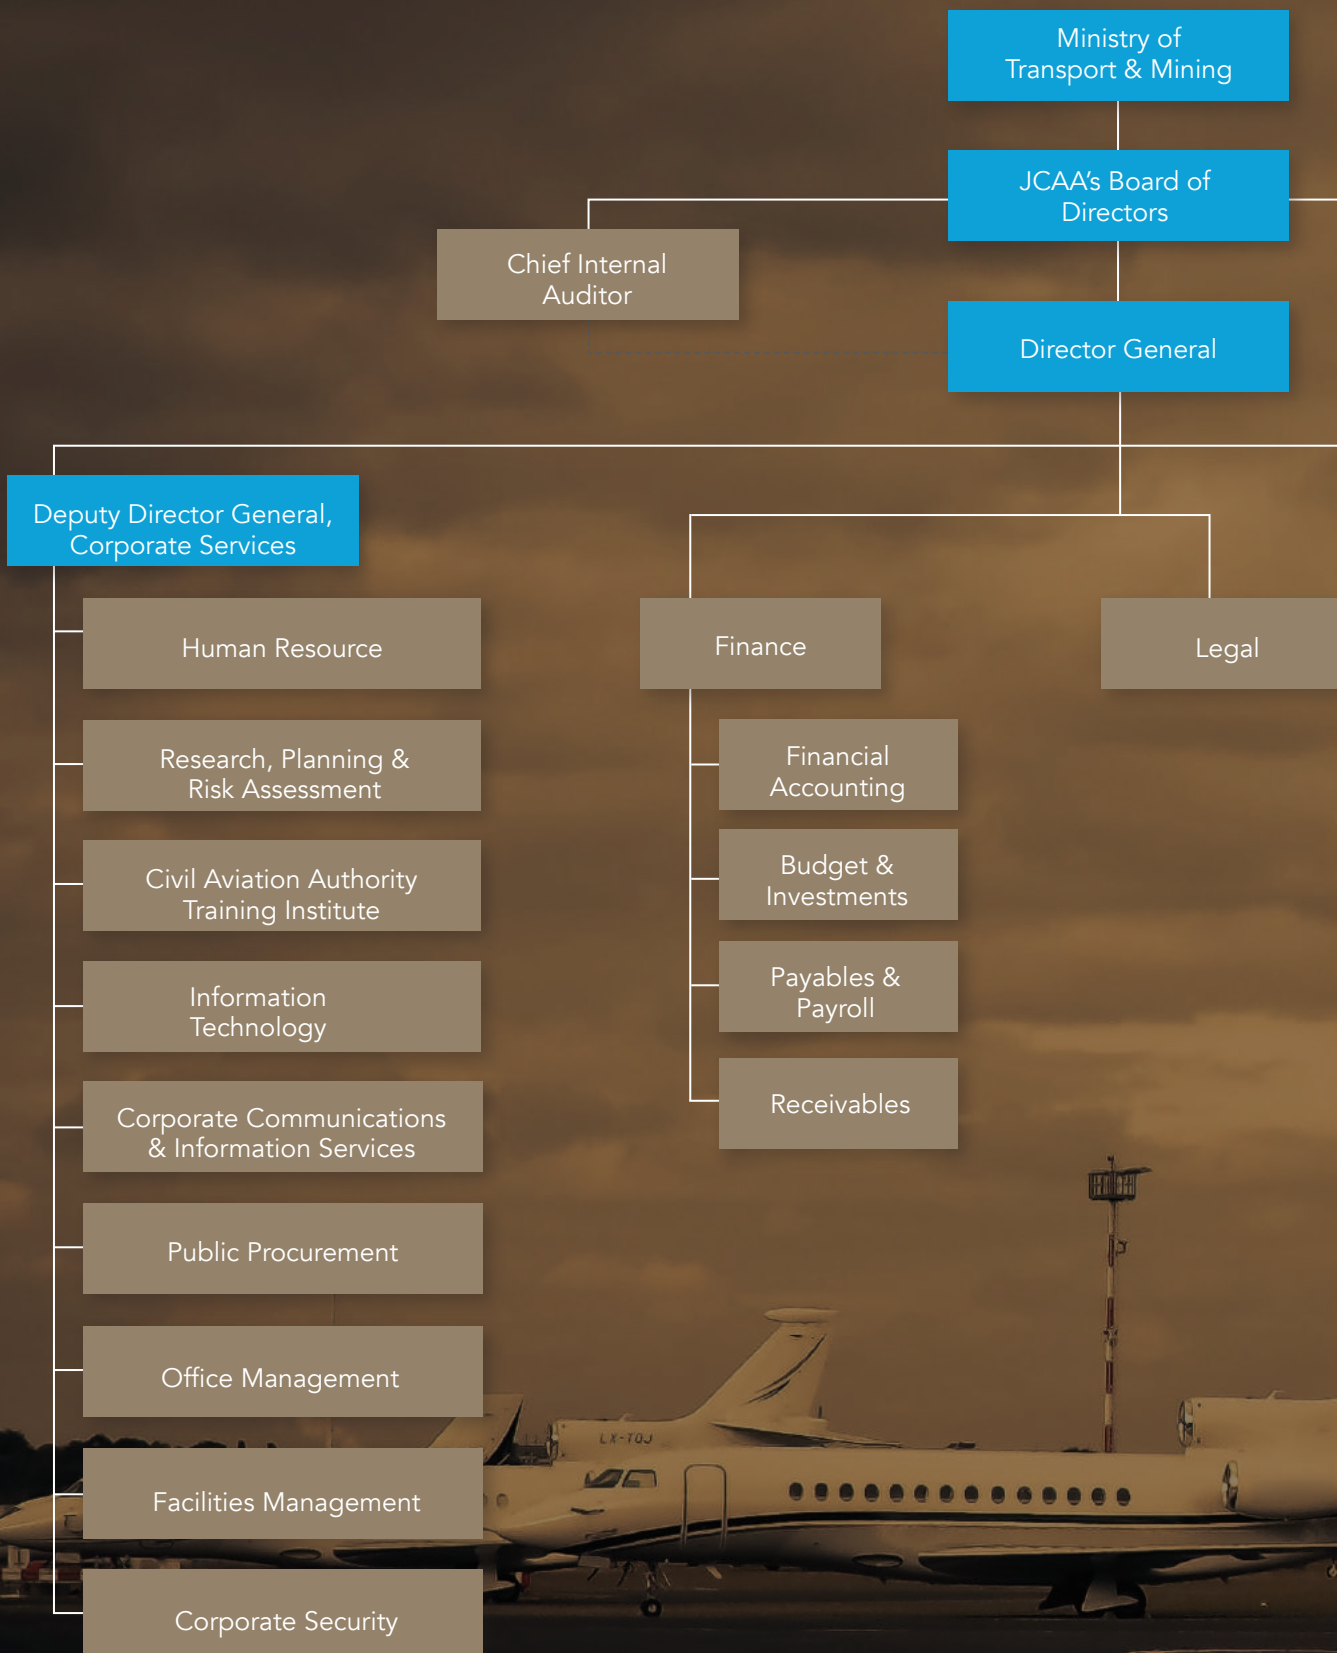 Ministry of
Transport & Mining
JCAA’s Board of
Directors
Chief Internal
Auditor
Director General
Deputy Director General,
Corporate Services
Human Resource
Research, Planning &
Risk Assessment
Civil Aviation Authority
Training Institute
Information
Technology
Corporate Communications
& Information Services
Public Procurement
Office Management
Facilities Management
Corporate Security
Finance
Financial
Accounting
Budget &
Investments
Payables &
Payroll
Receivables
Legal
LX-TQJ